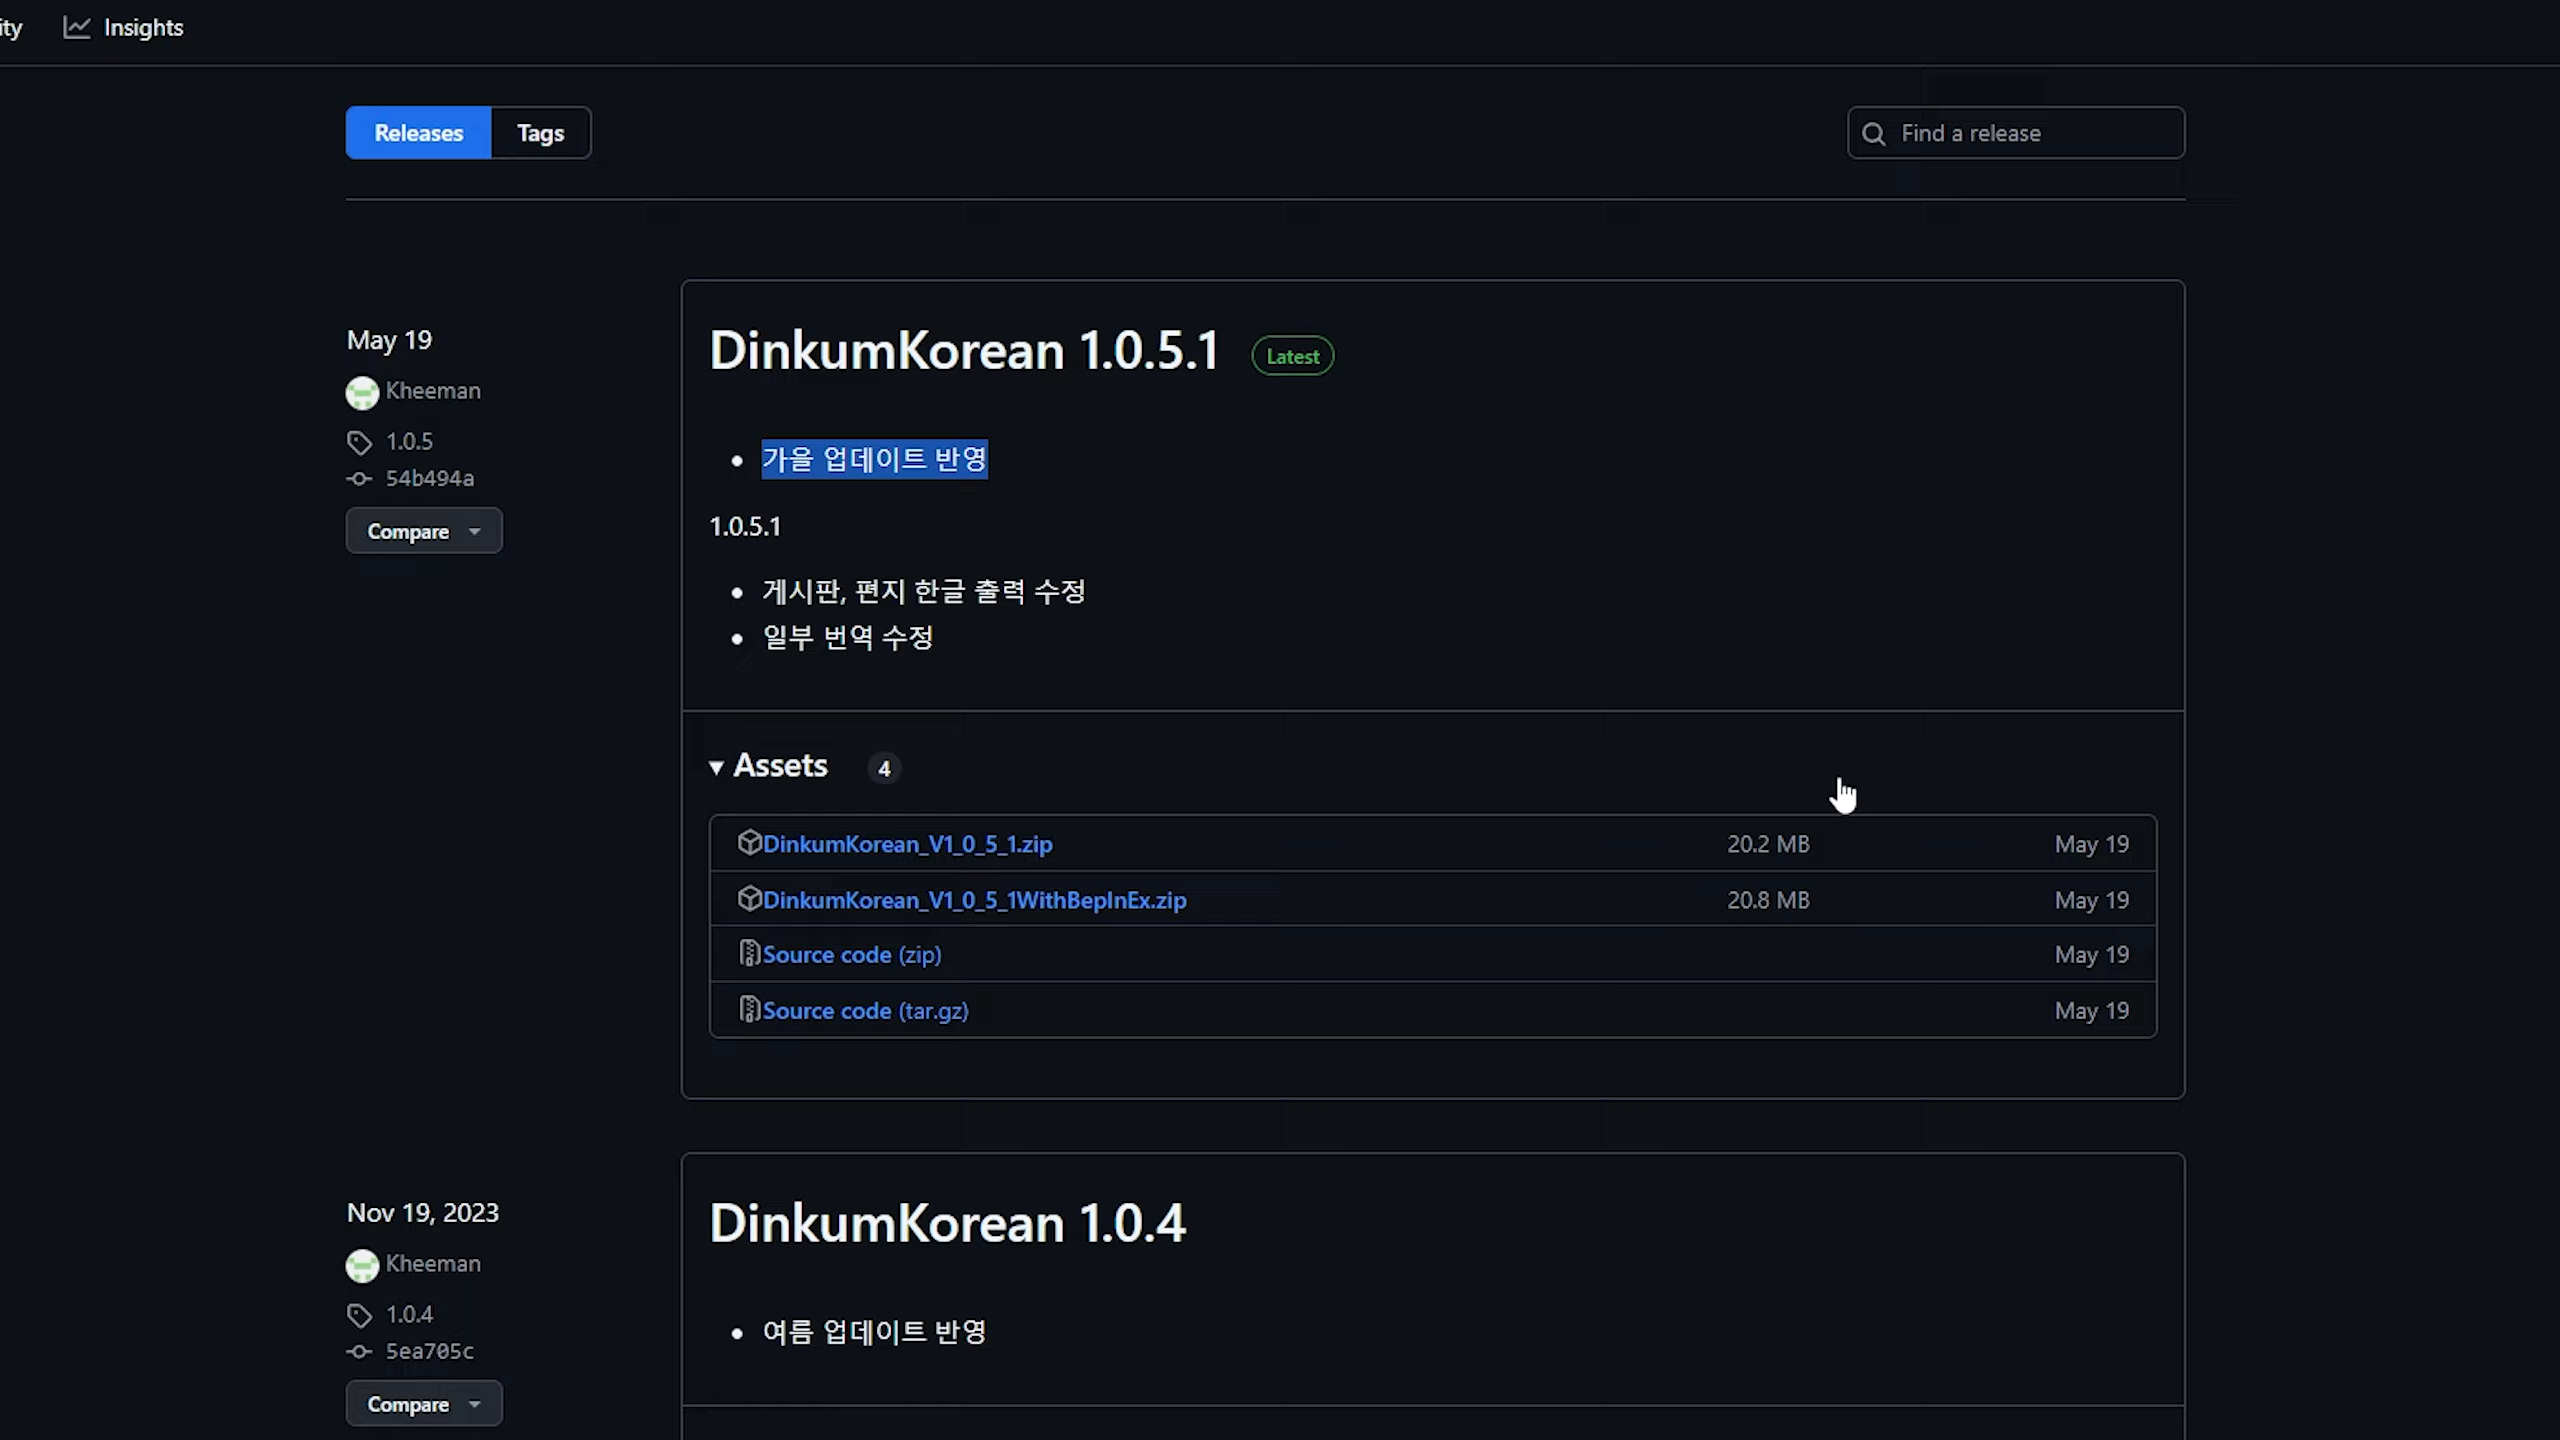 ity Insights
Releases Tags Find a release
May 19
Kheeman
1.0.5
54b494a
Compare
DinkumKorean 1.0.5.1 Latest
• 가을 업데이트 반영
1.0.5.1
• 게시판, 편지 한글 출력 수정
• 일부 번역 수정
Assets 4
DinkumKorean_V1_0_5_1.zip 20.2 MB May 19
DinkumKorean_V1_0_5_1WithBepInEx.zip 20.8 MB May 19
Source code (zip) May 19
Source code (tar.gz) May 19
Nov 19, 2023
Kheeman
1.0.4
5ea705c
Compare
DinkumKorean 1.0.4
• 여름 업데이트 반영